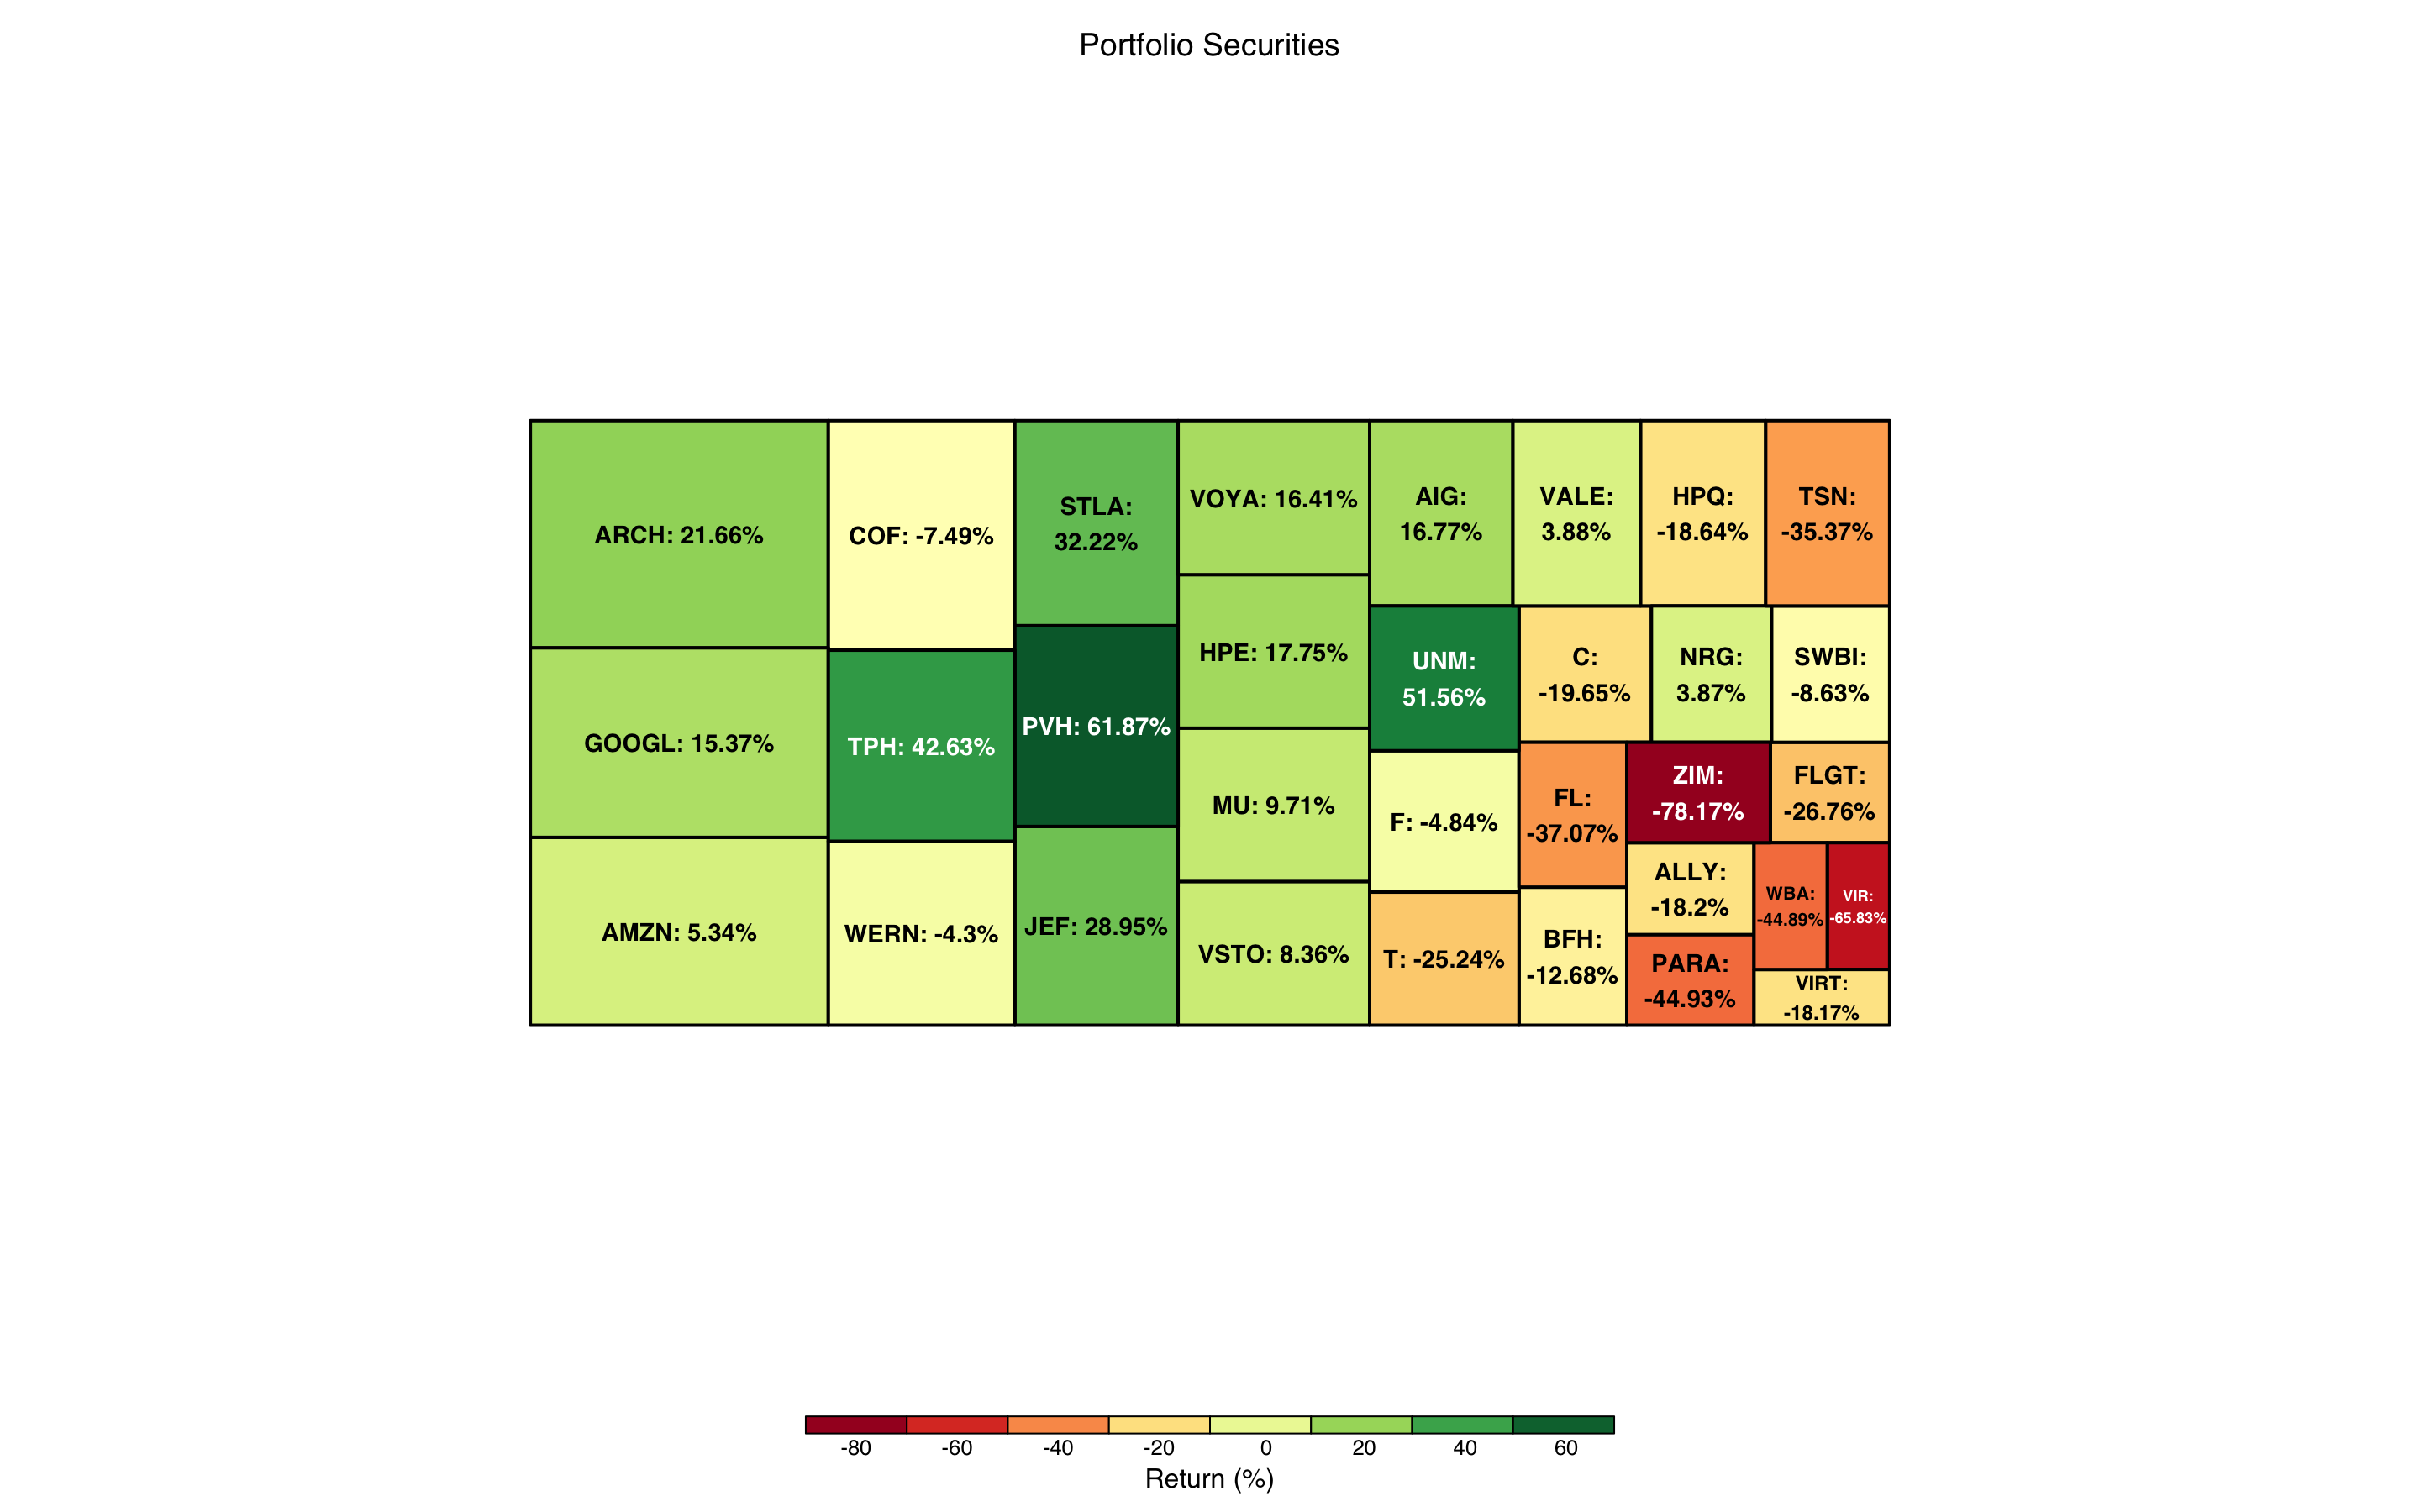 Portfolio Securities
ARCH: 21.66%
GOOGL: 15.37%
AMZN: 5.34%
COF: -7.49%
TPH: 42.63%
WERN: -4.3%
STLA:
32.22%
PVH: 61.87%
JEF: 28.95%
VOYA: 16.41%
HPE: 17.75%
MU: 9.71%
VSTO: 8.36%
AIG:
16.77%
VALE:
3.88%
HPQ:
-18.64%
TSN:
-35.37%
UNM:
51.56%
F: -4.84%
T: -25.24%
C:
-19.65%
NRG:
3.87%
SWBI:
-8.63%
FL:
-37.07%
BFH:
-12.68%
ZIM:
-78.17%
FLGT:
-26.76%
ALLY:
-18.2%
PARA:
-44.93%
WBA:
-44.89%
VIR:
-65.83%
VIRT:
-18.17%
-80 -60 -40 -20 0 20 40 60
Return (%)